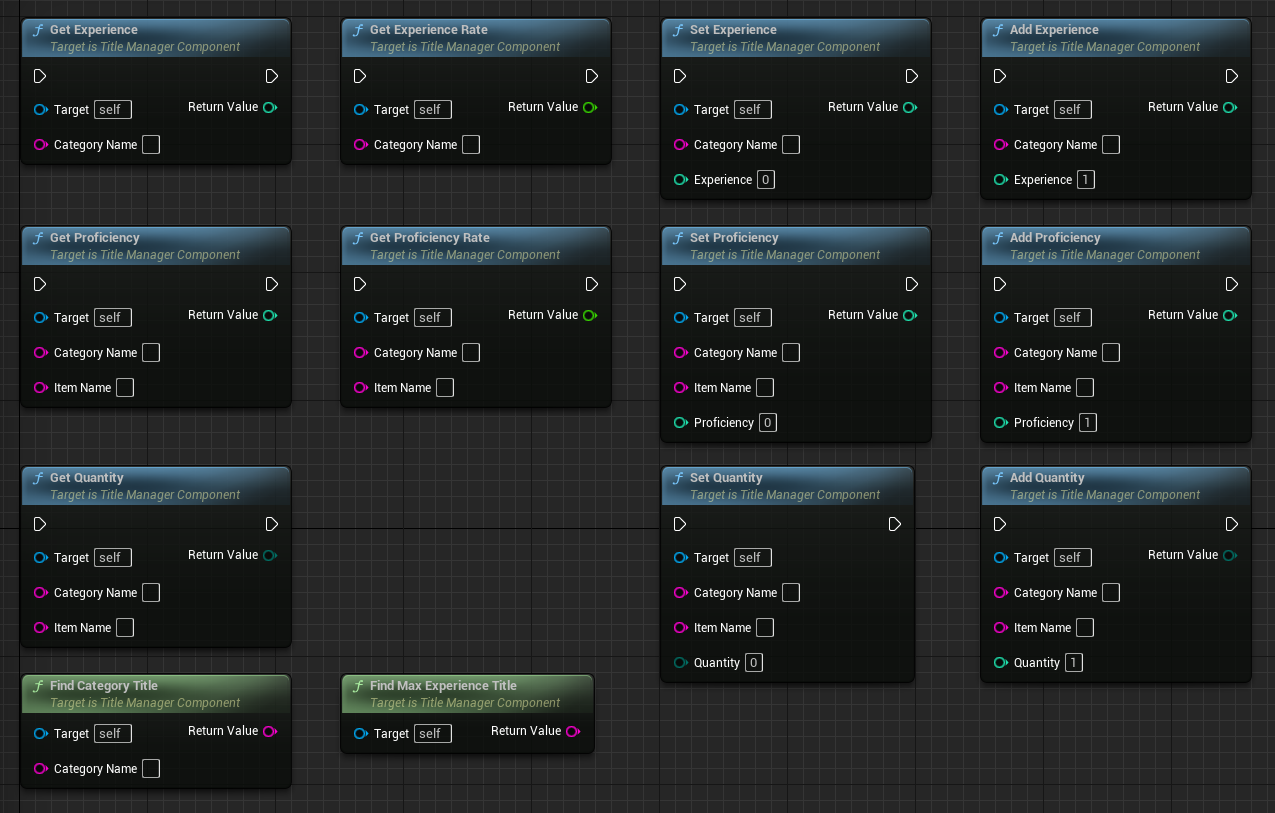 Get Experience
Target is Title Manager Component
Target self
Return Value
Category Name
Get Experience Rate
Target is Title Manager Component
Target self
Return Value
Category Name
Set Experience
Target is Title Manager Component
Target self
Return Value
Category Name
Experience 0
Add Experience
Target is Title Manager Component
Target self
Return Value
Category Name
Experience 1
Get Proficiency
Target is Title Manager Component
Target self
Return Value
Category Name
Item Name
Get Proficiency Rate
Target is Title Manager Component
Target self
Return Value
Category Name
Item Name
Set Proficiency
Target is Title Manager Component
Target self
Return Value
Category Name
Item Name
Proficiency 0
Add Proficiency
Target is Title Manager Component
Target self
Return Value
Category Name
Item Name
Proficiency 1
Get Quantity
Target is Title Manager Component
Target self
Return Value
Category Name
Item Name
Set Quantity
Target is Title Manager Component
Target self
Category Name
Item Name
Quantity 0
Add Quantity
Target is Title Manager Component
Target self
Return Value
Category Name
Item Name
Quantity 1
Find Category Title
Target is Title Manager Component
Target self
Return Value
Category Name
Find Max Experience Title
Target is Title Manager Component
Target self
Return Value